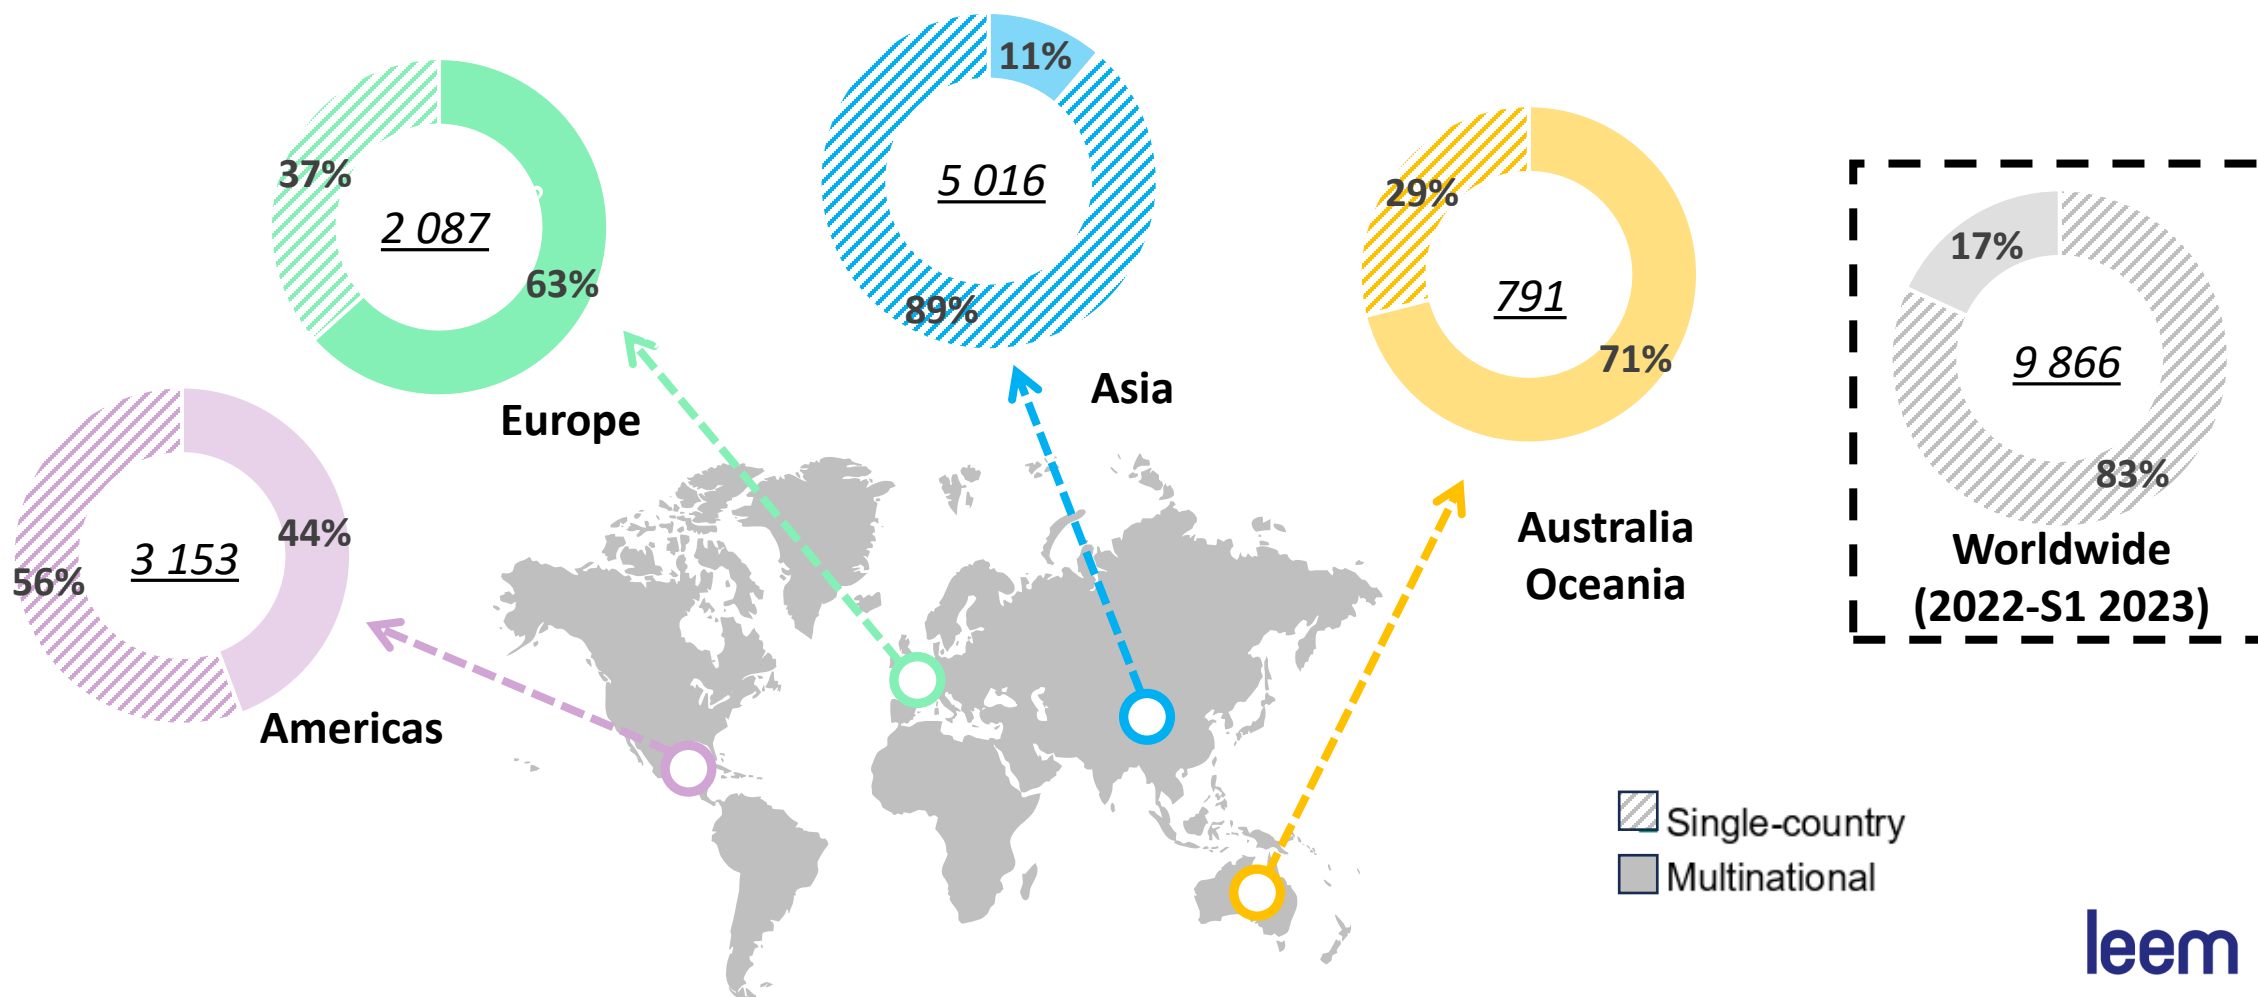 11%
89%
5 016
Asia
37%
63%
2 087
Europe
29%
71%
791
Australia
Oceania
17%
83%
9 866
Worldwide
(2022-S1 2023)
44%
56%
3 153
Americas
Single-country
Multinational
leem